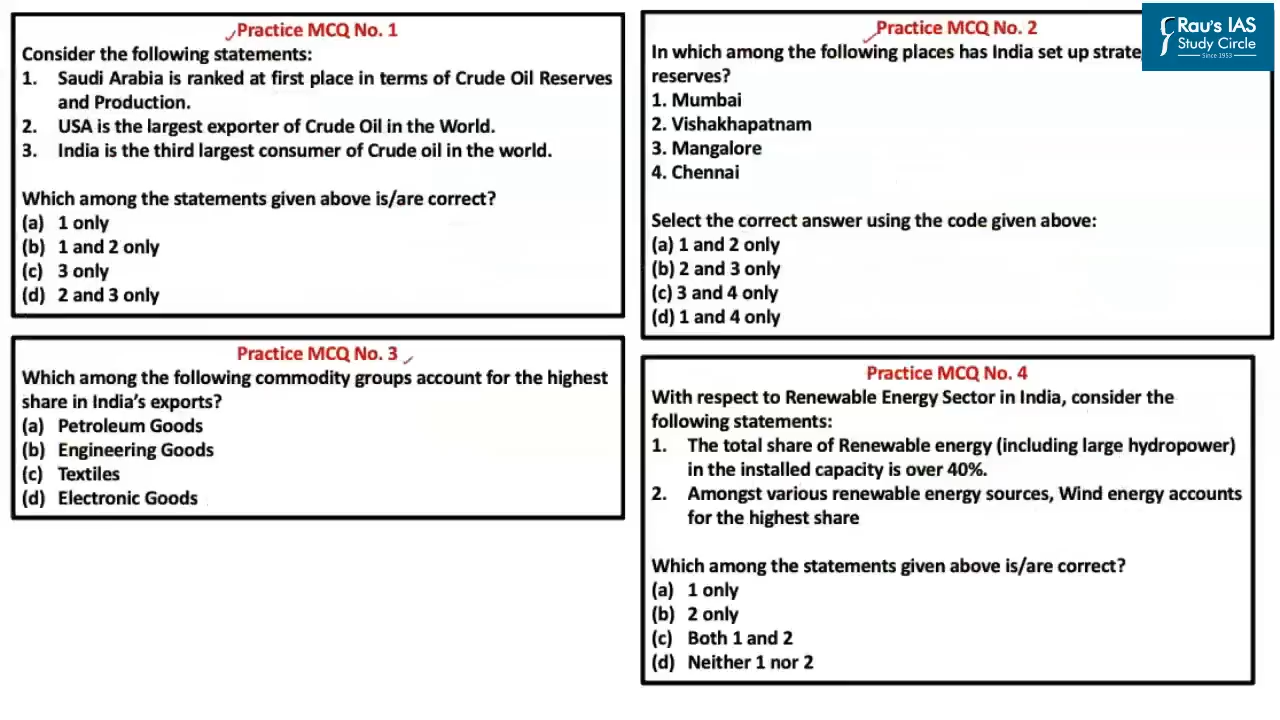 Practice MCQ No. 1
Consider the following statements:
1. Saudi Arabia is ranked at first place in terms of Crude Oil Reserves
and Production.
2. USA is the largest exporter of Crude Oil in the World.
3. India is the third largest consumer of Crude oil in the world.
Which among the statements given above is/are correct?
(a) 1 only
(b) 1 and 2 only
(c) 3 only
(d) 2 and 3 only
Practice MCQ No. 2
In which among the following places has India set up
reserves?
1. Mumbai
2. Vishakhapatnam
3. Mangalore
4. Chennai
Select the correct answer using the code given above:
(a) 1 and 2 only
(b) 2 and 3 only
(c) 3 and 4 only
(d) 1 and 4 only
Rau's IAS
Study Circle
Since 1953
Practice MCQ No. 3
Which among the following commodity groups account for the highest
share in India's exports?
(a) Petroleum Goods
(b) Engineering Goods
(c) Textiles
(d) Electronic Goods
Practice MCQ No. 4
With respect to Renewable Energy Sector in India, consider the
following statements:
1. The total share of Renewable energy (including large hydropower)
in the installed capacity is over 40%.
2. Amongst various renewable energy sources, Wind energy accounts
for the highest share
Which among the statements given above is/are correct?
(a) 1 only
(b) 2 only
(c) Both 1 and 2
(d) Neither 1 nor 2